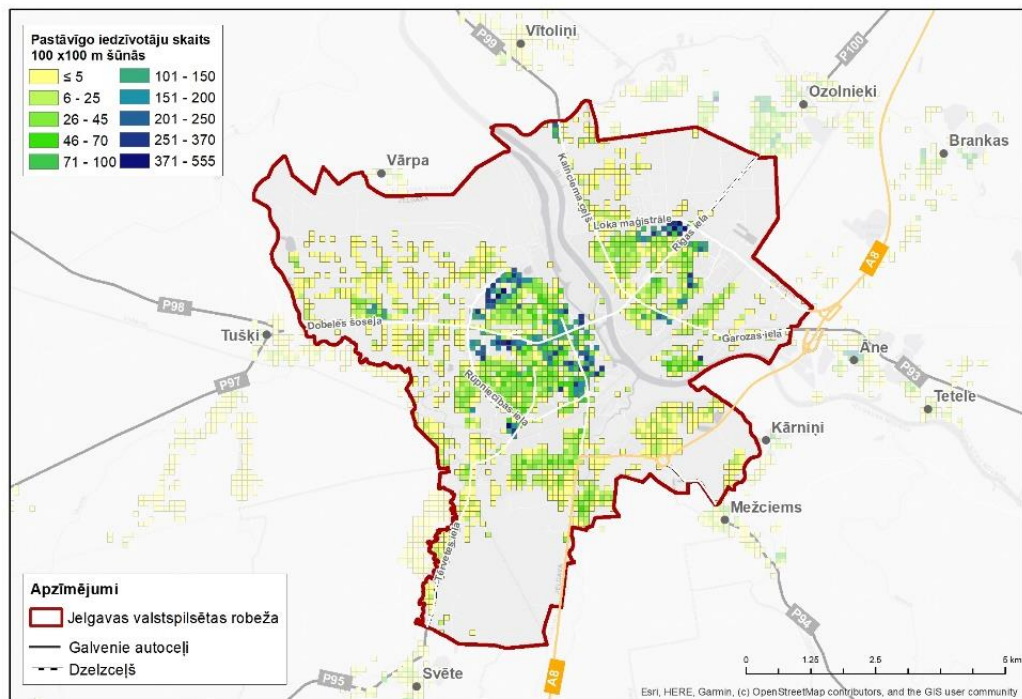 Pastāvīgo iedzīvotāju skaits
100 x100 m šūnās
≤ 5
6 - 25
26 - 45
46 - 70
71 - 100
101 - 150
151 - 200
201 - 250
251 - 370
371 - 555
Vītoliņi
P99
P100
Ozolnieki
Brankas
Vārpa
Kalnciema ceļš
Loka maģistrāle
Rīgas iela
A8
P98
Tušķi
Dobeles šoseja
Garozas iela
Āne
P93
P97
Rūpniecības iela
Tetele
Kārniņi
Mežciems
Tērvetes iela
P94
Apzīmējumi
Jelgavas valstspilsētas robeža
Galvenie autoceļi
Dzelzceļš
P95
Svēte
A8
0 1.25 2.5 5 km
Esri, HERE, Garmin, (c) OpenStreetMap contributors, and the GIS user community